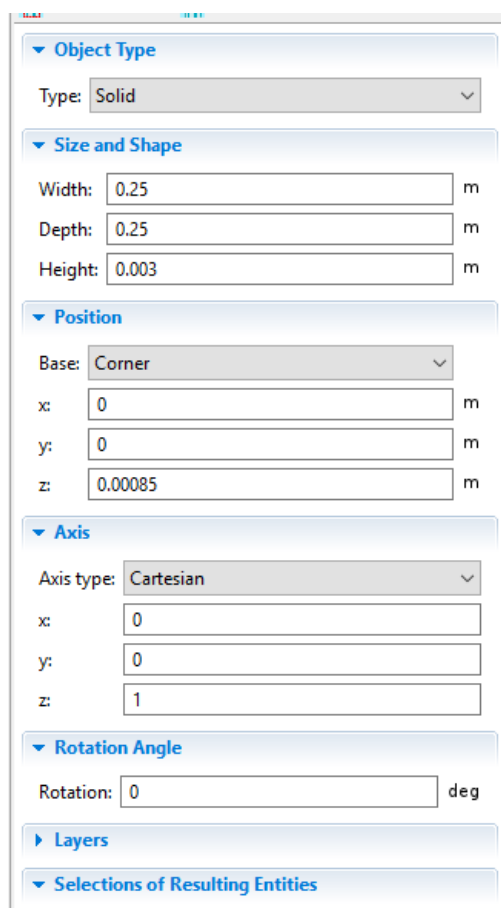 Object Type
Type: Solid
Size and Shape
Width: 0.25 m
Depth: 0.25 m
Height: 0.003 m
Position
Base: Corner
x: 0 m
y: 0 m
z: 0.00085 m
Axis
Axis type: Cartesian
x: 0
y: 0
z: 1
Rotation Angle
Rotation: 0 deg
Layers
Selections of Resulting Entities